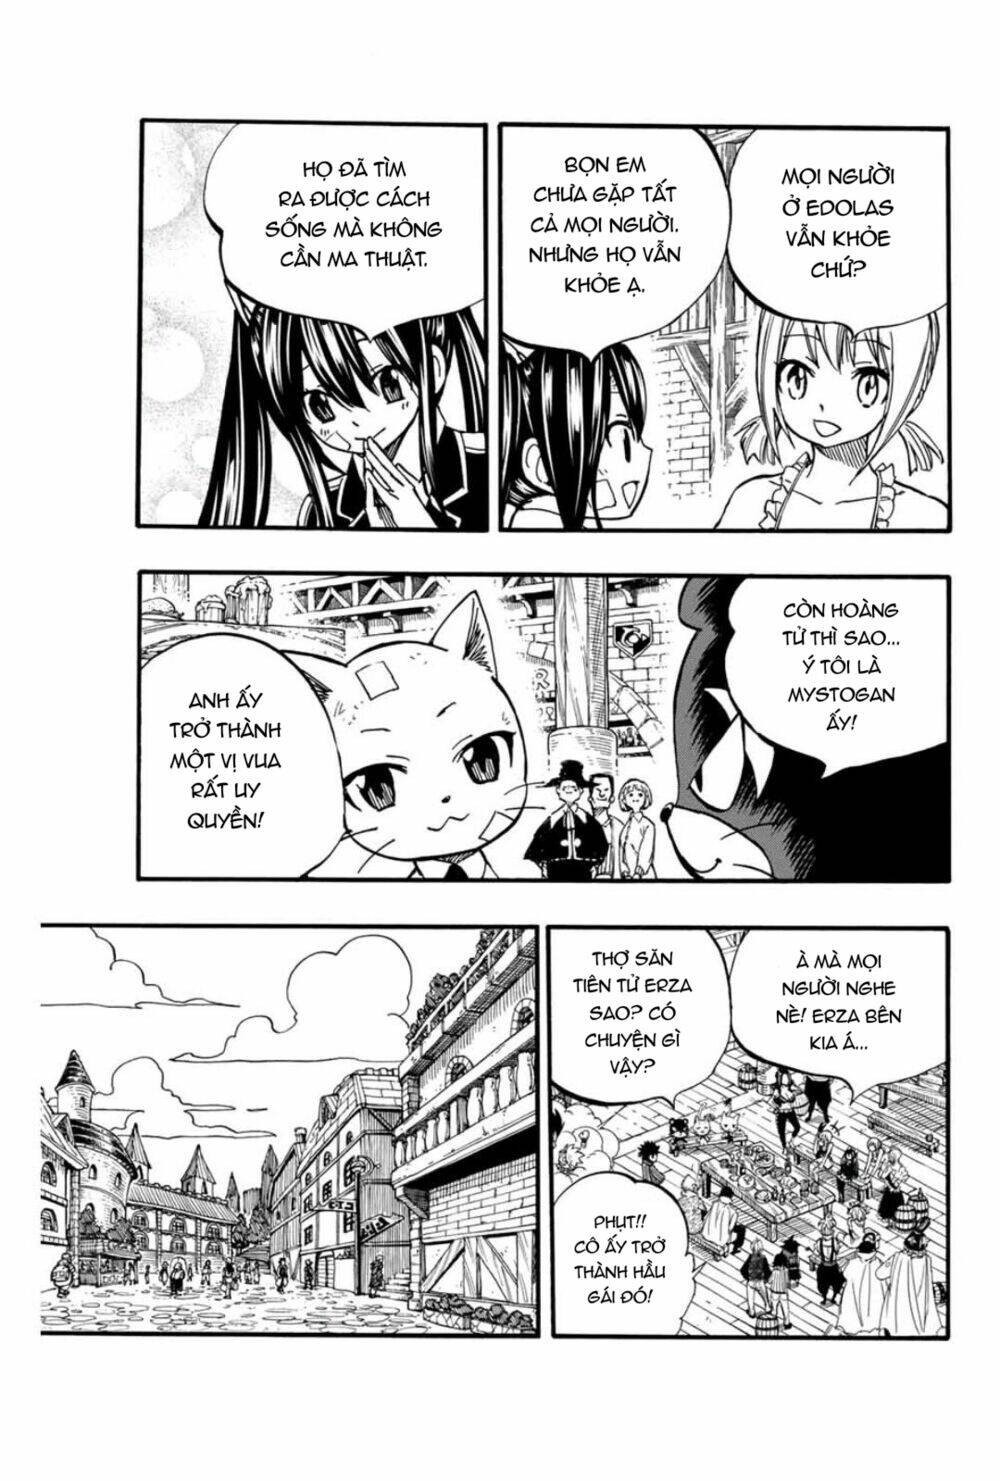 MỌI NGƯỜI
Ở EDOLAS
VẪN KHỎE
CHỨ?
BỌN EM
CHƯA GẶP TẤT
CẢ MỌI NGƯỜI.
NHƯNG HỌ VẪN
KHỎE Ạ.
HỌ ĐÃ TÌM
RA ĐƯỢC CÁCH
SỐNG MÀ KHÔNG
CẦN MA THUẬT.
CÒN HOÀNG
TỬ THÌ SAO...
Ý TÔI LÀ
MYSTOGAN
ẤY!
ANH ẤY
TRỞ THÀNH
MỘT VỊ VUA
RẤT UY
QUYỀN!
À MÀ MỌI
NGƯỜI NGHE
NÈ! ERZA BÊN
KIA Á...
THỢ SĂN
TIÊN TỬ ERZA
SAO? CÓ
CHUYỆN GÌ
VẬY?
PHỤT!!
CÔ ẤY TRỞ
THÀNH HẦU
GÁI ĐÓ!